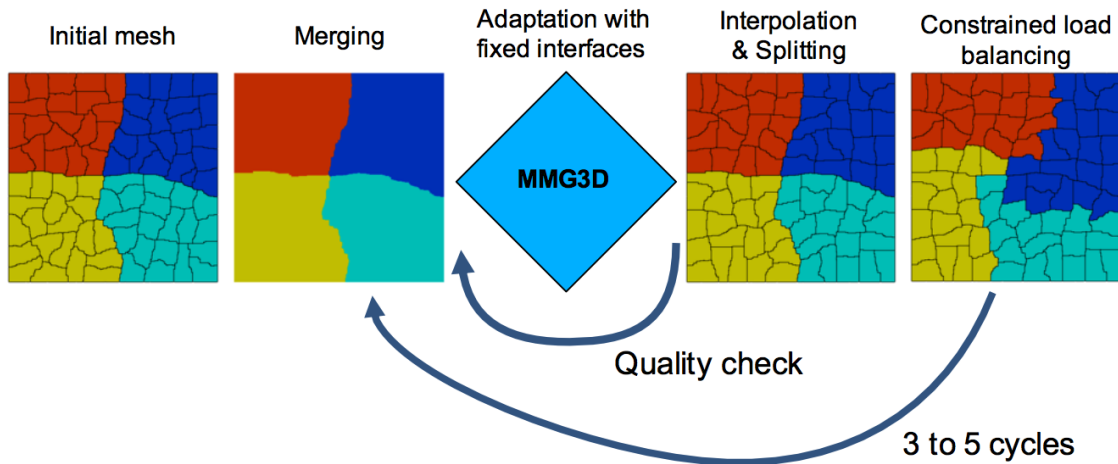 Initial mesh
Merging
Adaptation with
fixed interfaces
Interpolation
& Splitting
Constrained load
balancing
MMG3D
Quality check
3 to 5 cycles